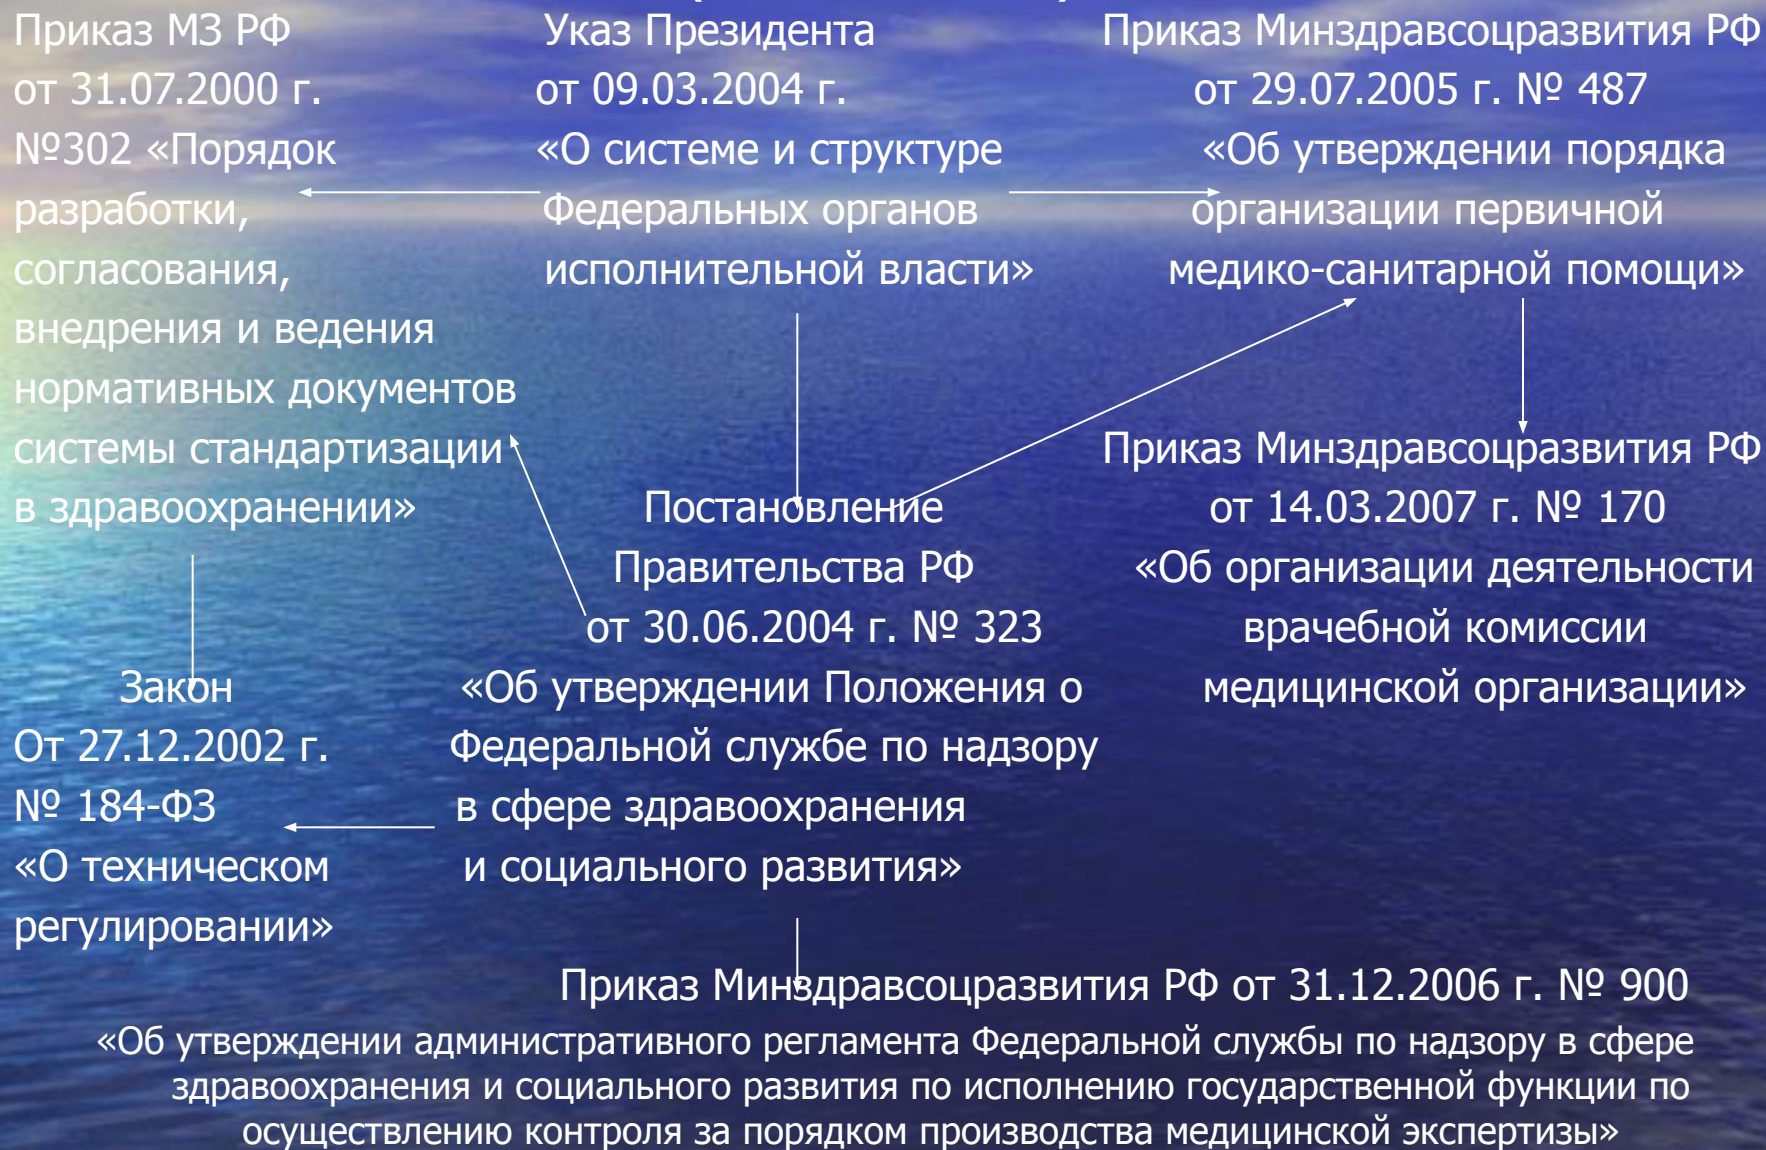 Приказ МЗ РФ
от 31.07.2000 г.
№302 «Порядок
разработки,
согласования,
внедрения и ведения
нормативных документов
системы стандартизации
в здравоохранении»
Указ Президента
от 09.03.2004 г.
«О системе и структуре
Федеральных органов
исполнительной власти»
Приказ Минздравсоцразвития РФ
от 29.07.2005 г. № 487
«Об утверждении порядка
организации первичной
медико-санитарной помощи»
Закон
От 27.12.2002 г.
№ 184-ФЗ
«О техническом
регулировании»
Постановление
Правительства РФ
от 30.06.2004 г. № 323
«Об утверждении Положения о
Федеральной службе по надзору
в сфере здравоохранения
и социального развития»
Приказ Минздравсоцразвития РФ
от 14.03.2007 г. № 170
«Об организации деятельности
врачебной комиссии
медицинской организации»
Приказ Минздравсоцразвития РФ от 31.12.2006 г. № 900
«Об утверждении административного регламента Федеральной службы по надзору в сфере
здравоохранения и социального развития по исполнению государственной функции по
осуществлению контроля за порядком производства медицинской экспертизы»